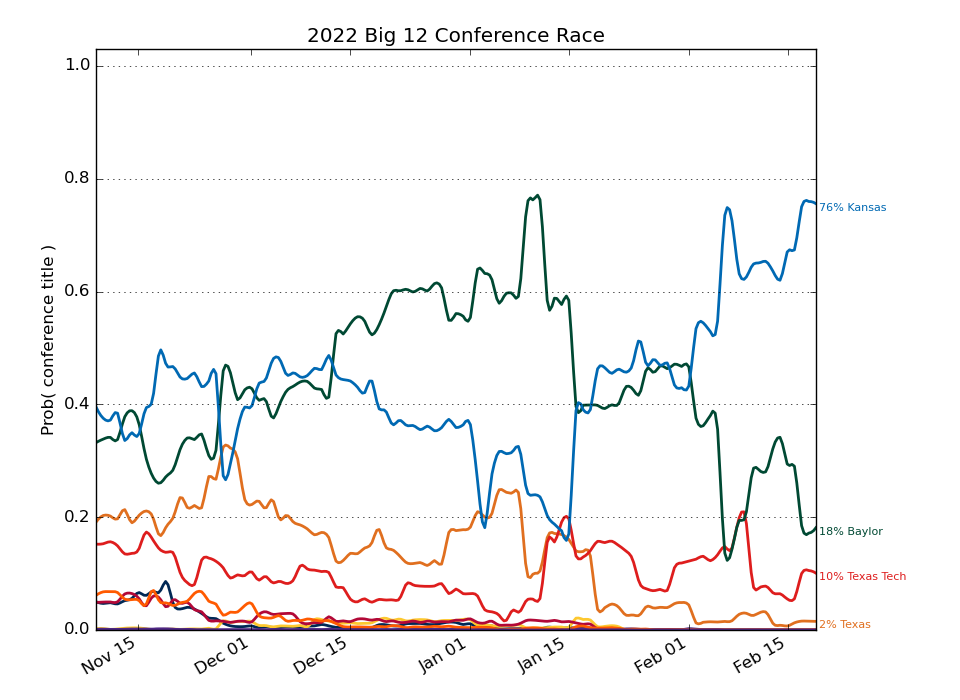 2022 Big 12 Conference Race
Prob( conference title )
1.0
0.8
0.6
0.4
0.2
0.0
76% Kansas
18% Baylor
10% Texas Tech
2% Texas
Nov 15
Dec 01
Dec 15
Jan 01
Jan 15
Feb 01
Feb 15